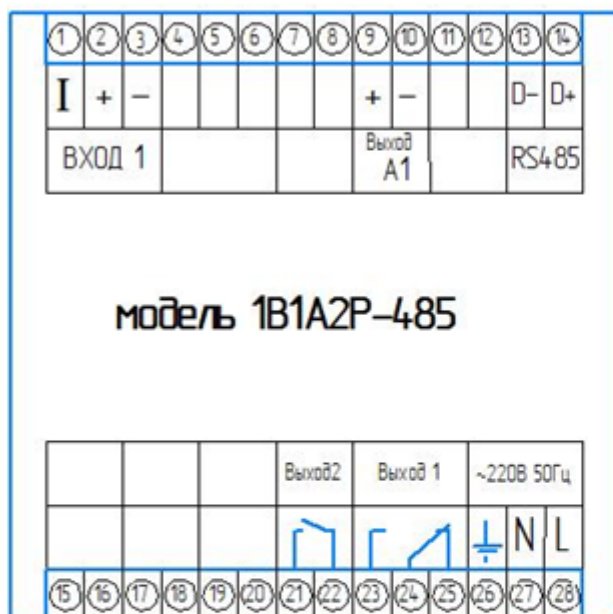 1 2 3 4 5 6 7 8 9 10 11 12 13 14
I + - + - D- D+
ВХОД 1 Выход A1 RS485
модель 1В1А2Р-485
Выход2 Выход 1 ~220В 50Гц
N L
15 16 17 18 19 20 21 22 23 24 25 26 27 28